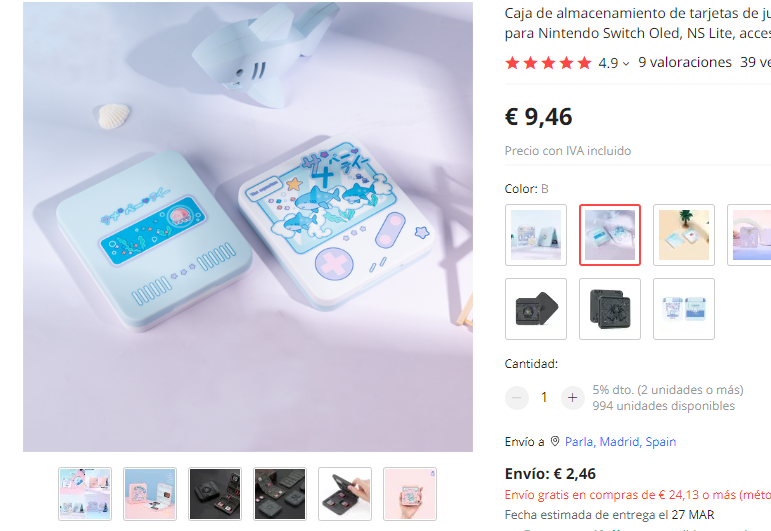 Caja de almacenamiento de tarjetas de ju
para Nintendo Switch Oled, NS Lite, acces
4.9 9 valoraciones 39 ve
€ 9,46
Precio con IVA incluido
Color: B
Cantidad:
1
5% dto. (2 unidades o más)
994 unidades disponibles
Envío a Parla, Madrid, Spain
Envío: € 2,46
Envío gratis en compras de € 24,13 o más (méto
Fecha estimada de entrega el 27 MAR